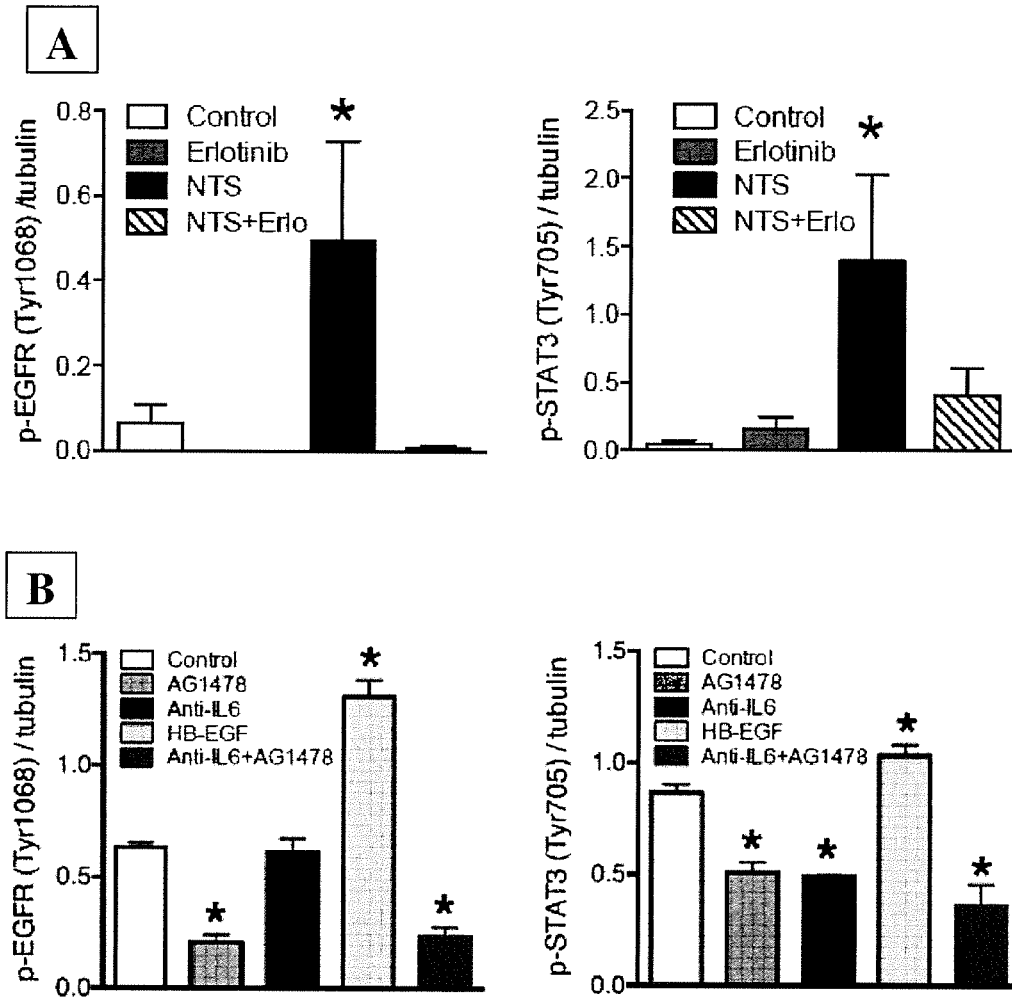 A
p-EGFR (Tyr1068) /tubulin
0.8
0.6
0.4
0.2
0.0
Control
Erlotinib
NTS
NTS+Erlo
*
p-STAT3 (Tyr705) / tubulin
2.5
2.0
1.5
1.0
0.5
0.0
Control
Erlotinib
NTS
NTS+Erlo
*
B
p-EGFR (Tyr1068) / tubulin
1.5
1.0
0.5
0.0
Control
AG1478
Anti-IL6
HB-EGF
Anti-IL6+AG1478
*
*
*
p-STAT3 (Tyr705) / tubulin
1.5
1.0
0.5
0.0
Control
AG1478
Anti-IL6
HB-EGF
Anti-IL6+AG1478
*
*
*
*